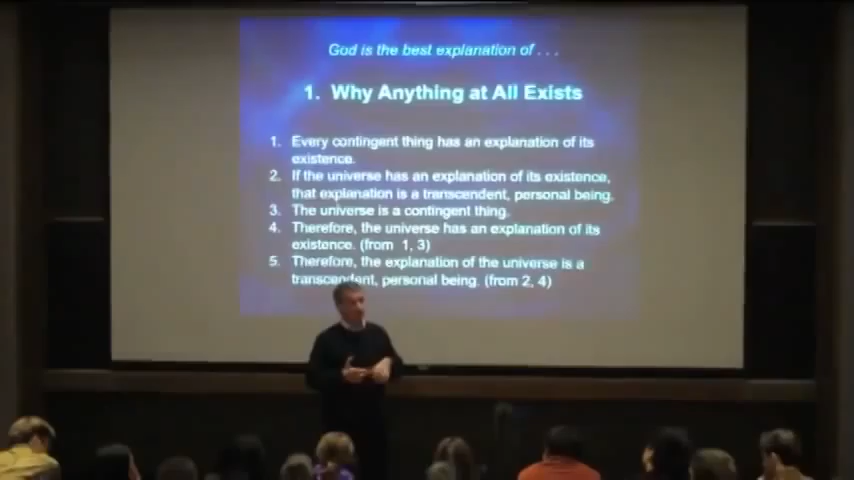 God is the best explanation of . . .
1. Why Anything at All Exists
1. Every contingent thing has an explanation of its
existence.
2. If the universe has an explanation of its existence,
that explanation is a transcendent, personal being.
3. The universe is a contingent thing.
4. Therefore, the universe has an explanation of its
existence. (from 1, 3)
5. Therefore, the explanation of the universe is a
transcendent, personal being. (from 2, 4)